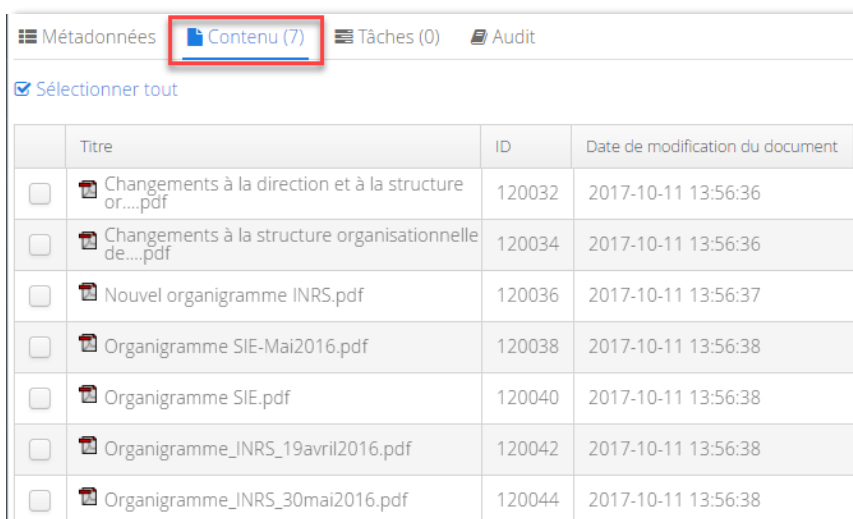 Métadonnées Contenu (7) Tâches (0) Audit
Sélectionner tout
Titre ID Date de modification du document
Changements à la direction et à la structure
or....pdf 120032 2017-10-11 13:56:36
Changements à la structure organisationnelle
de....pdf 120034 2017-10-11 13:56:36
Nouvel organigramme INRS.pdf 120036 2017-10-11 13:56:37
Organigramme SIE-Mai2016.pdf 120038 2017-10-11 13:56:38
Organigramme SIE.pdf 120040 2017-10-11 13:56:38
Organigramme_INRS_19avril2016.pdf 120042 2017-10-11 13:56:38
Organigramme_INRS_30mai2016.pdf 120044 2017-10-11 13:56:38